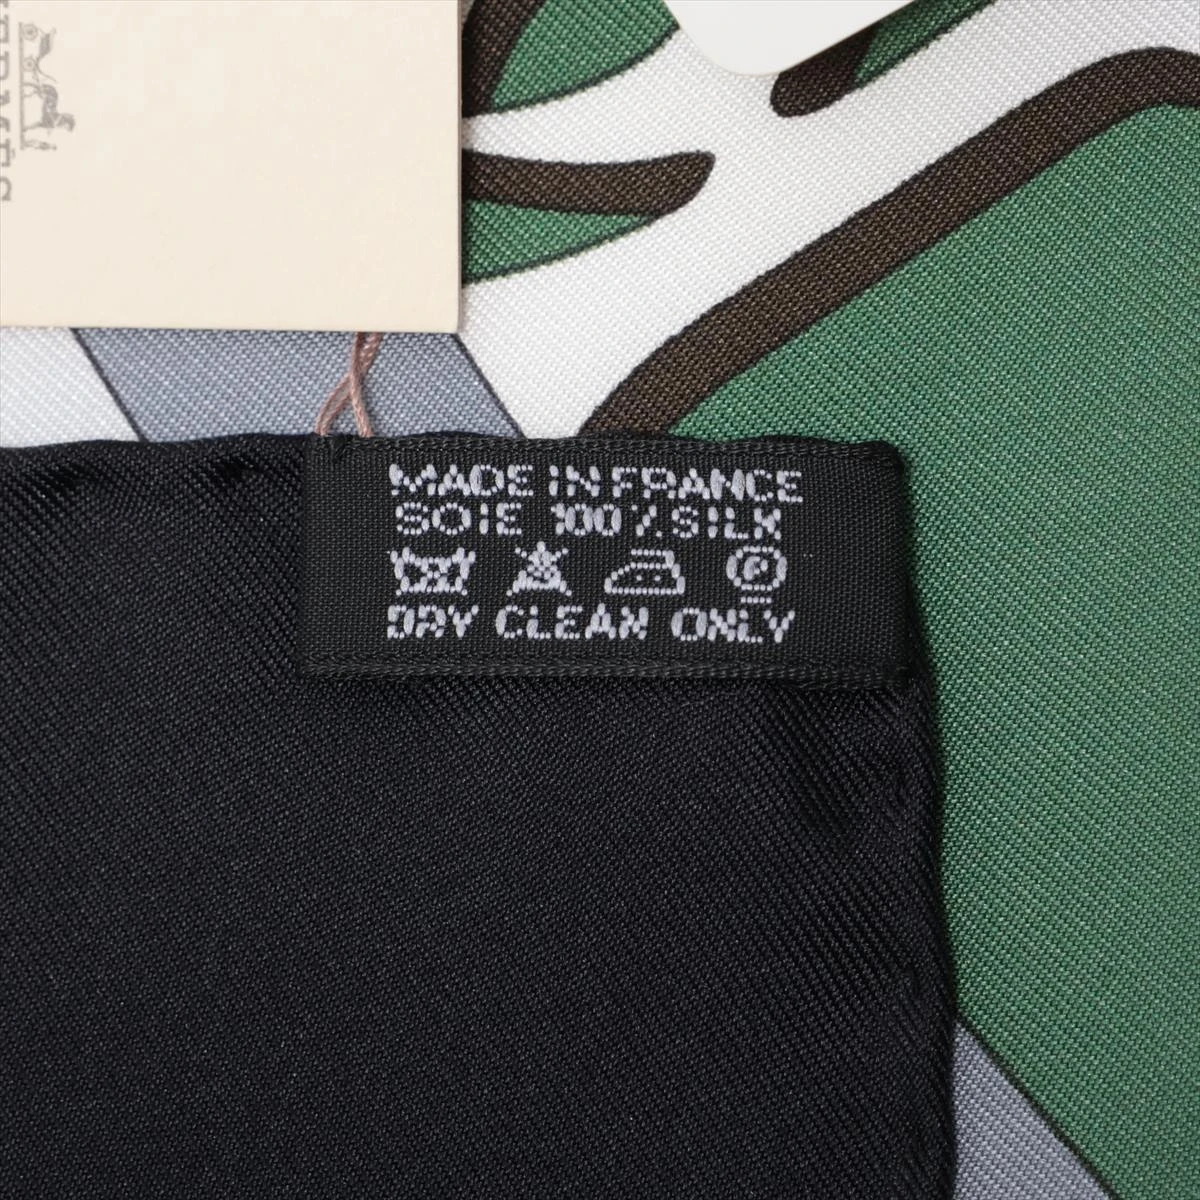 MADE IN FRANCE
SOIE 100% SILK
P
DRY CLEAN ONLY